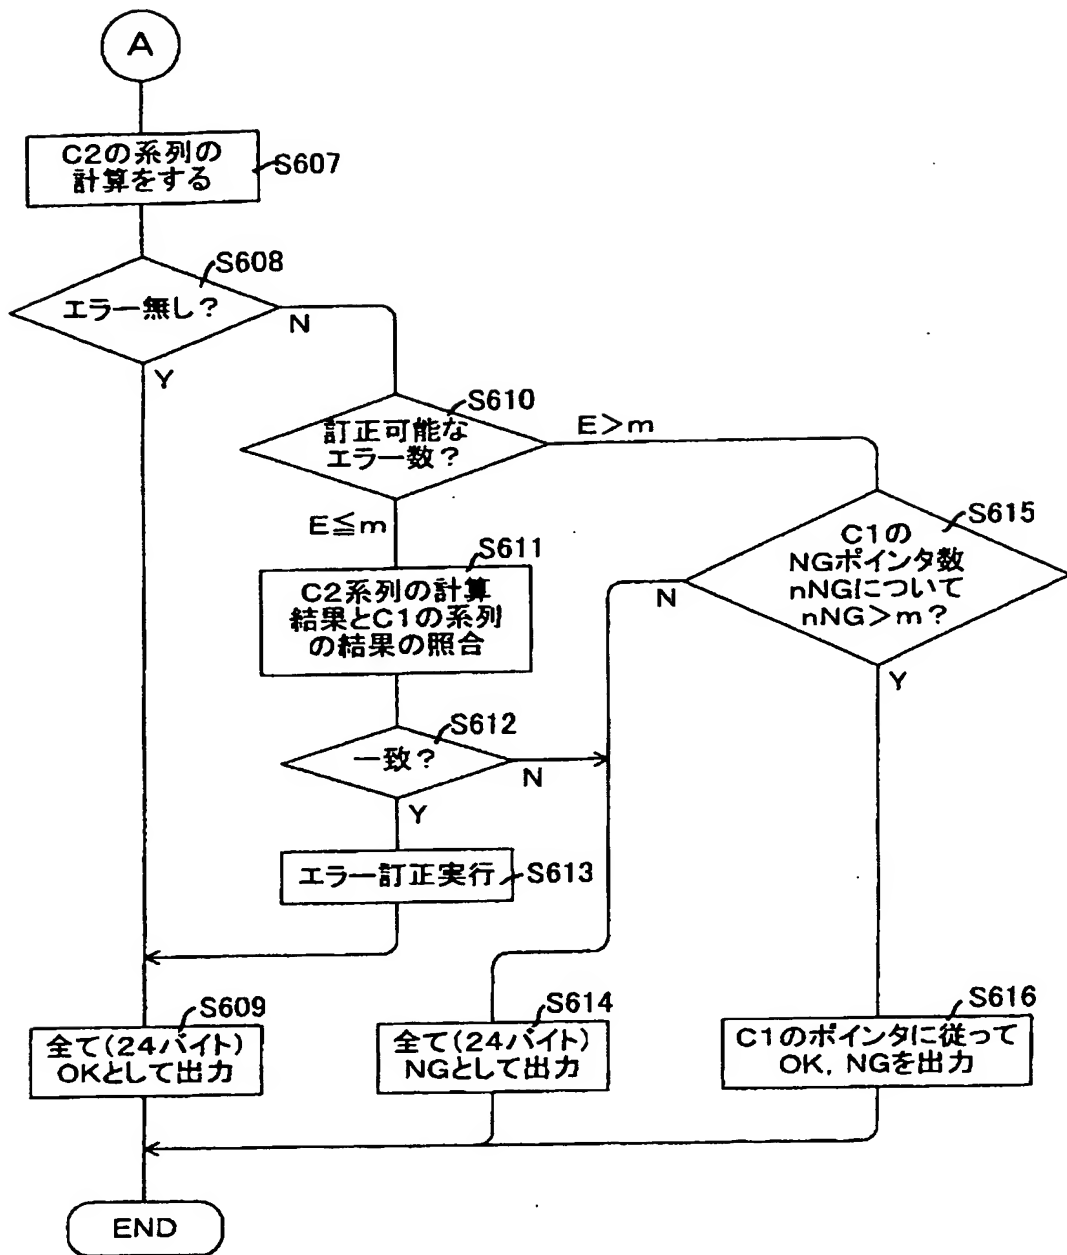 A
C2の系列の
計算をする
S607
S608
エラー無し?
N
Y
S610
訂正可能な
エラー数?
E>m
E≦m
S615
C1の
NGポインタ数
nNGについて
nNG>m?
N
Y
S611
C2系列の計算
結果とC1の系列
の結果の照合
S612
一致?
N
Y
エラー訂正実行
S613
S609
全て(24バイト)
OKとして出力
S614
全て(24バイト)
NGとして出力
S616
C1のポインタに従って
OK, NGを出力
END